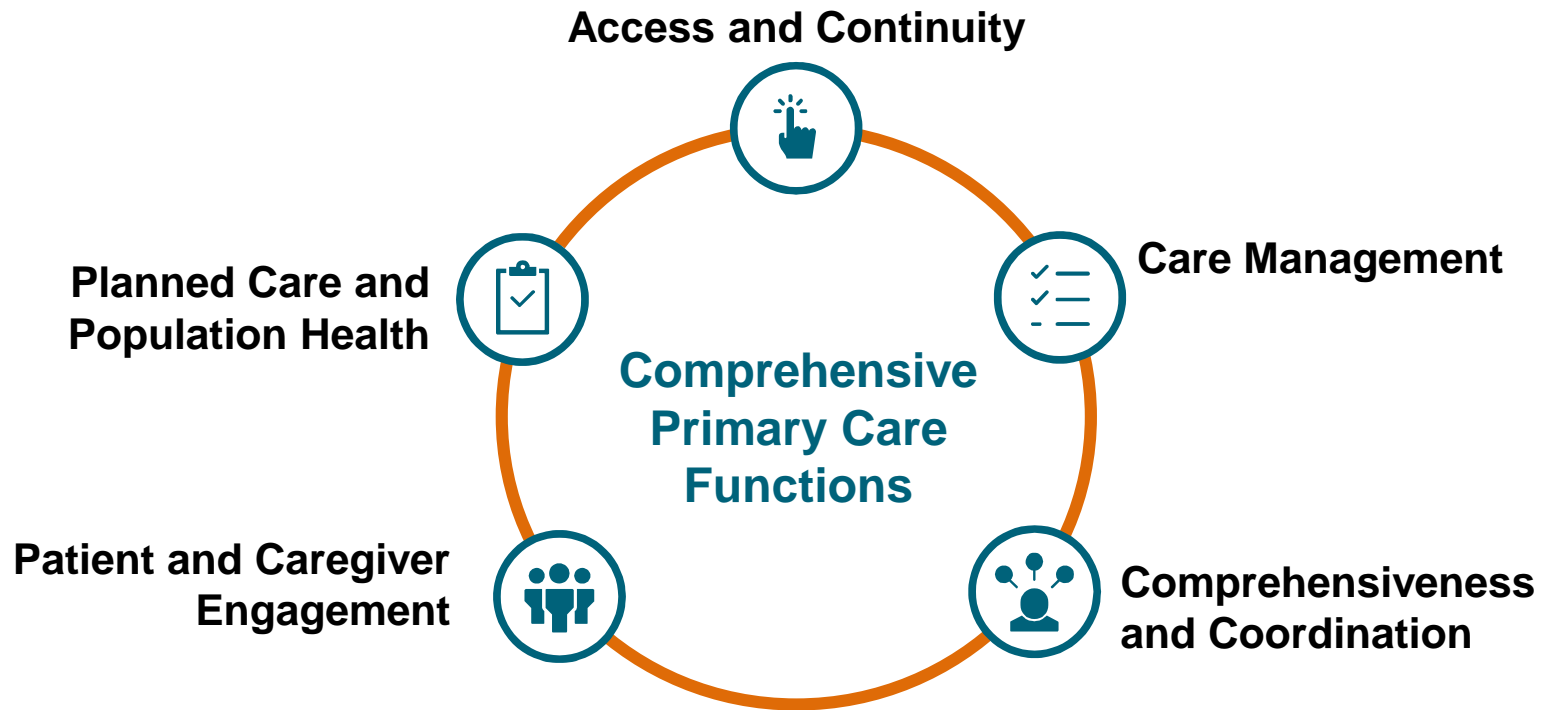 Access and Continuity
Care Management
Comprehensiveness
and Coordination
Patient and Caregiver
Engagement
Planned Care and
Population Health
Comprehensive
Primary Care
Functions